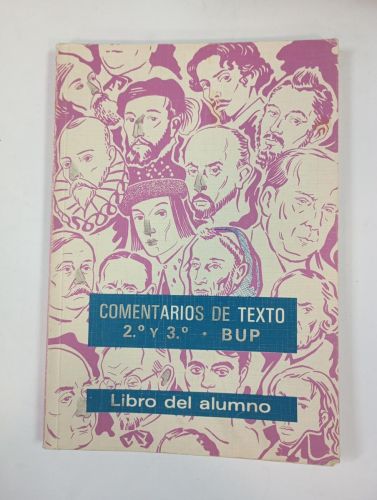 COMENTARIOS DE TEXTO
2.º Y 3.º • BUP
Libro del alumno